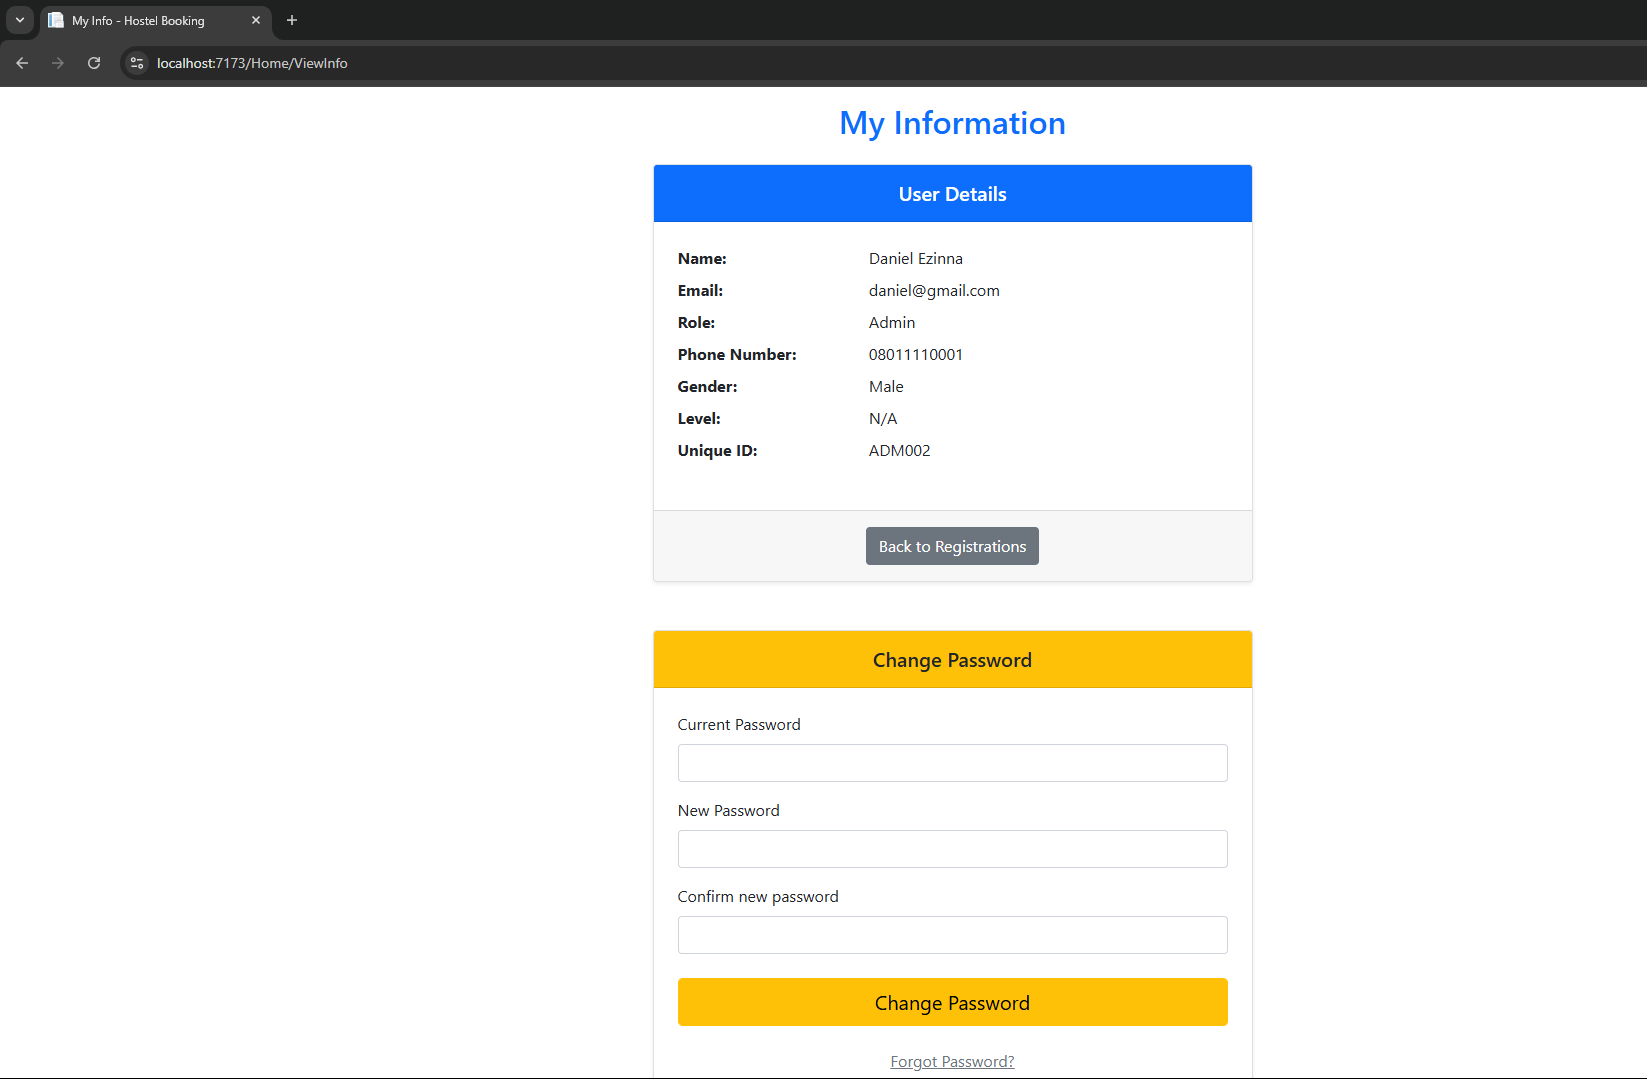 My Info - Hostel Booking
localhost:7173/Home/ViewInfo
My Information
User Details
Name: Daniel Ezinna
Email: daniel@gmail.com
Role: Admin
Phone Number: 08011110001
Gender: Male
Level: N/A
Unique ID: ADM002
Back to Registrations
Change Password
Current Password
New Password
Confirm new password
Change Password
Forgot Password?